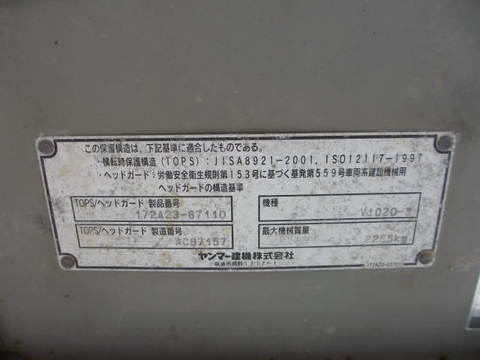 この保護構造は、下記基準に適合したものである。
・横転時保護構造(TOPS):JISA8921-2001, ISO12117-1997
・ヘッドガード:労働安全衛生規則第153号に基づく基発第559号車両系建設機械用
ヘッドガードの構造基準
TOPS/ヘッドガード 製品番号
172A23-67110
機種
V1020
TOPS/ヘッドガード 製造番号
*CB7157
最大機械質量
2255kg
ヤンマー建機株式会社